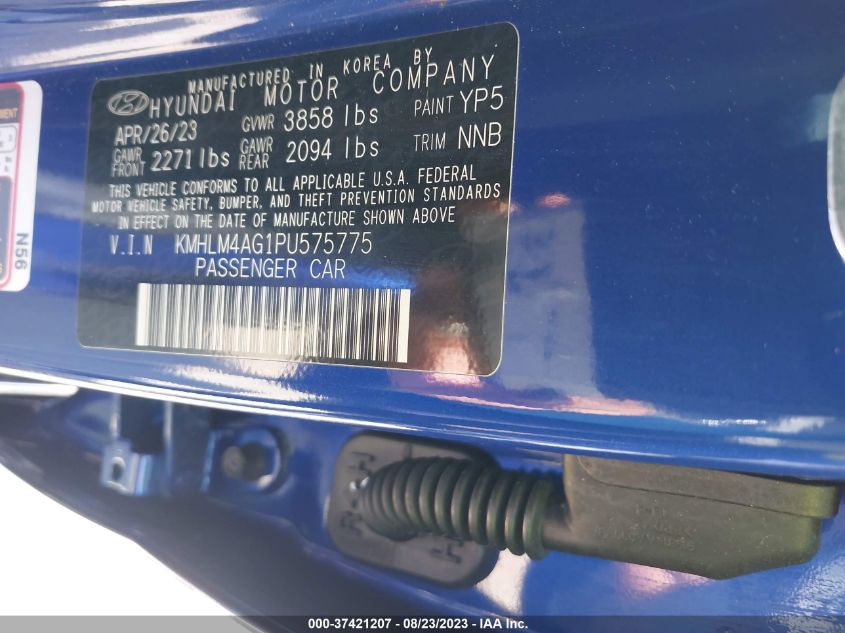 MANUFACTURED IN KOREA BY
HYUNDAI MOTOR COMPANY
APR/26/23 GVWR 3858 lbs PAINT YP5
GAWR FRONT 2271 lbs GAWR REAR 2094 lbs TRIM NNB
THIS VEHICLE CONFORMS TO ALL APPLICABLE U.S.A. FEDERAL
MOTOR VEHICLE SAFETY, BUMPER, AND THEFT PREVENTION STANDARDS
IN EFFECT ON THE DATE OF MANUFACTURE SHOWN ABOVE
V.I.N KMHLM4AG1PU575775
PASSENGER CAR
N56
000-37421207 - 08/23/2023 - IAA Inc.